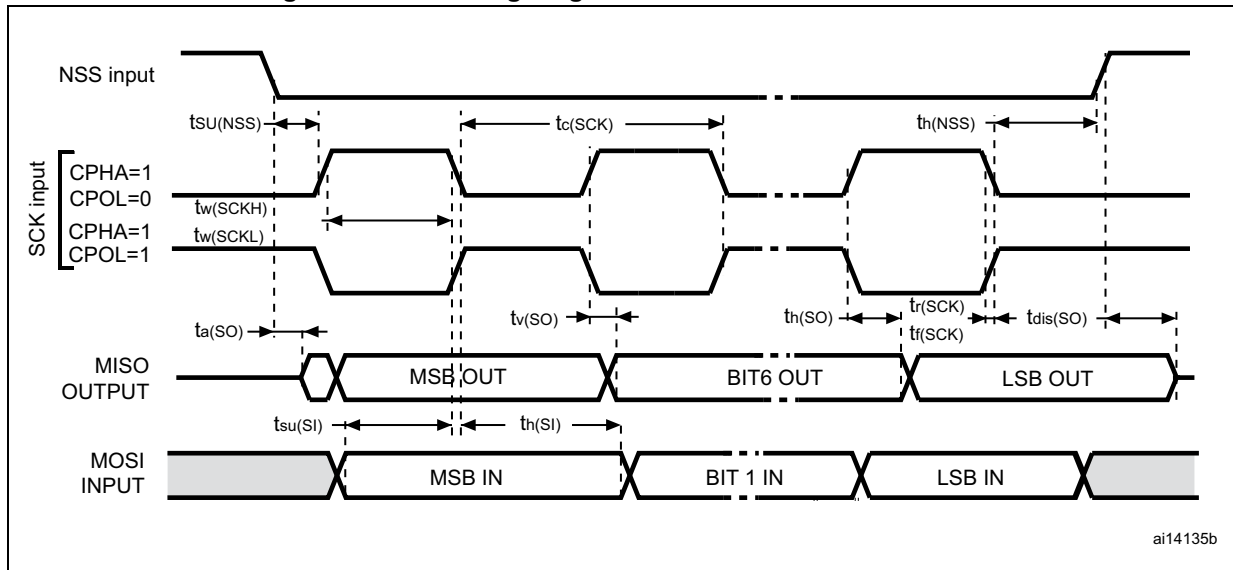 NSS input
tSU(NSS)
tc(SCK)
th(NSS)
SCK input
CPHA=1
CPOL=0
tw(SCKH)
CPHA=1
tw(SCKL)
CPOL=1
ta(SO)
tv(SO)
th(SO)
tr(SCK)
tf(SCK)
tdis(SO)
MISO
OUTPUT
MSB OUT
BIT6 OUT
LSB OUT
tsu(SI)
th(SI)
MOSI
INPUT
MSB IN
BIT 1 IN
LSB IN
ai14135b